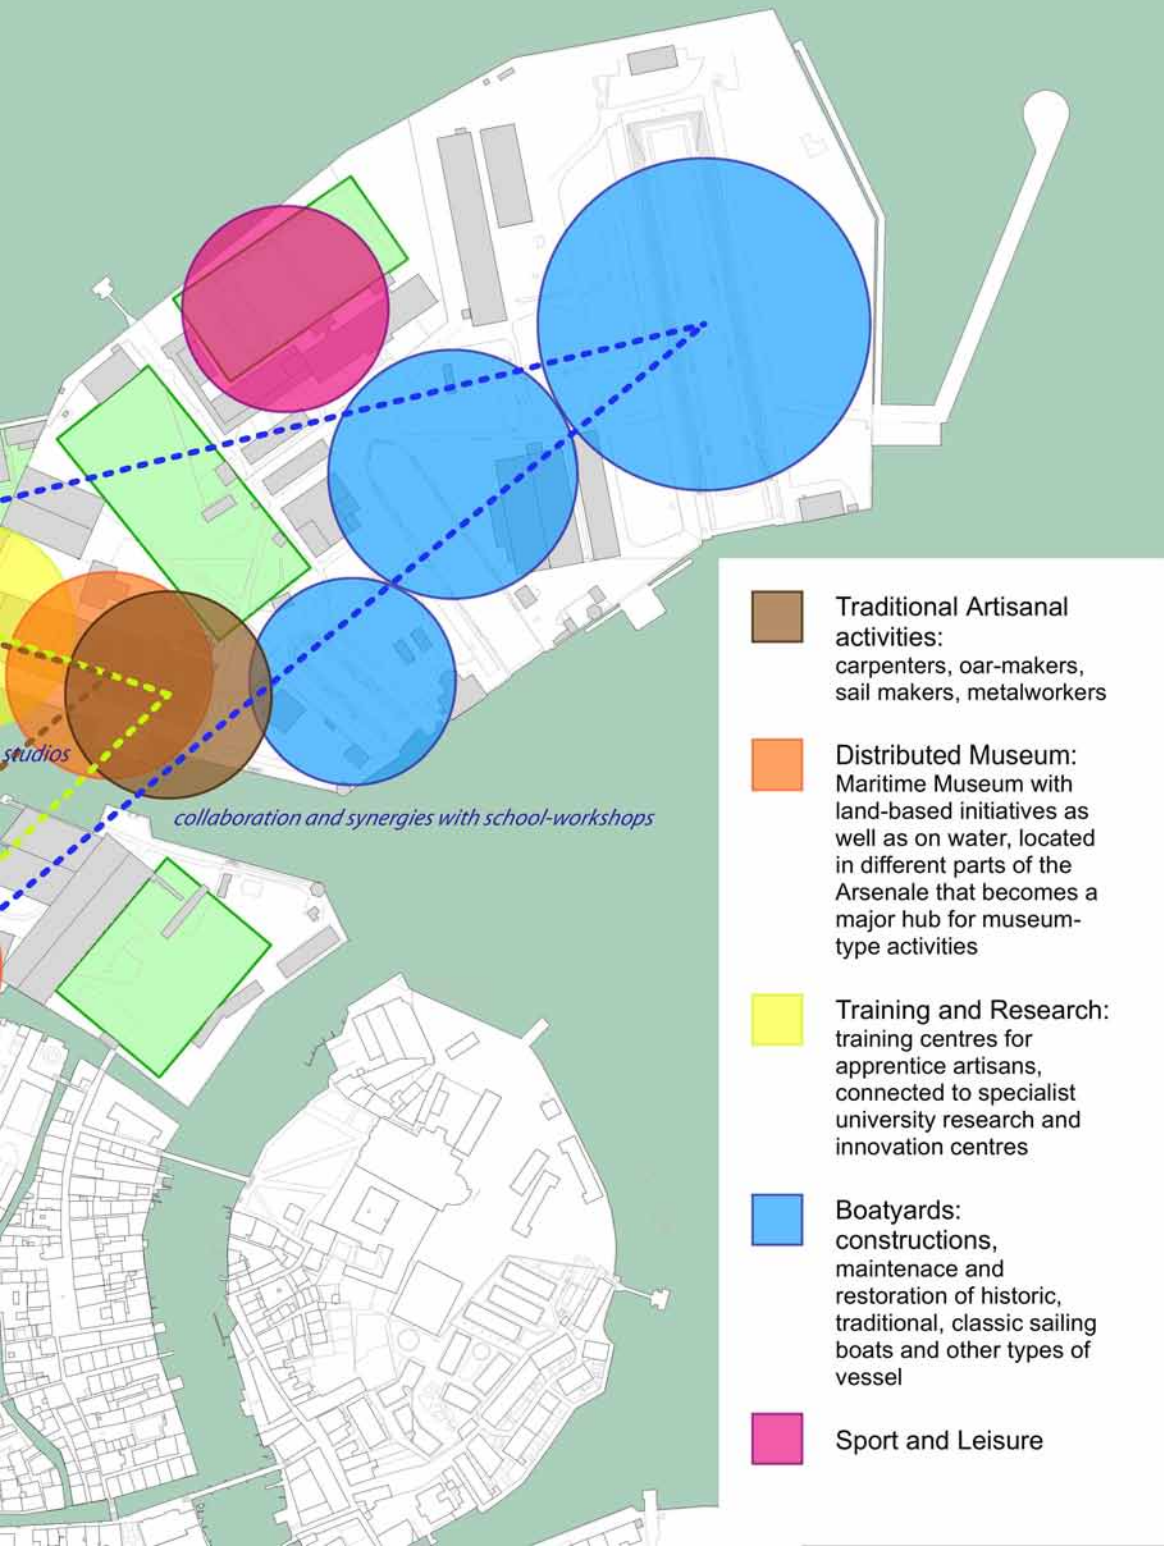 studios
collaboration and synergies with school-workshops
Traditional Artisanal
activities:
carpenters, oar-makers,
sail makers, metalworkers
Distributed Museum:
Maritime Museum with
land-based initiatives as
well as on water, located
in different parts of the
Arsenale that becomes a
major hub for museum-
type activities
Training and Research:
training centres for
apprentice artisans,
connected to specialist
university research and
innovation centres
Boatyards:
constructions,
maintenace and
restoration of historic,
traditional, classic sailing
boats and other types of
vessel
Sport and Leisure